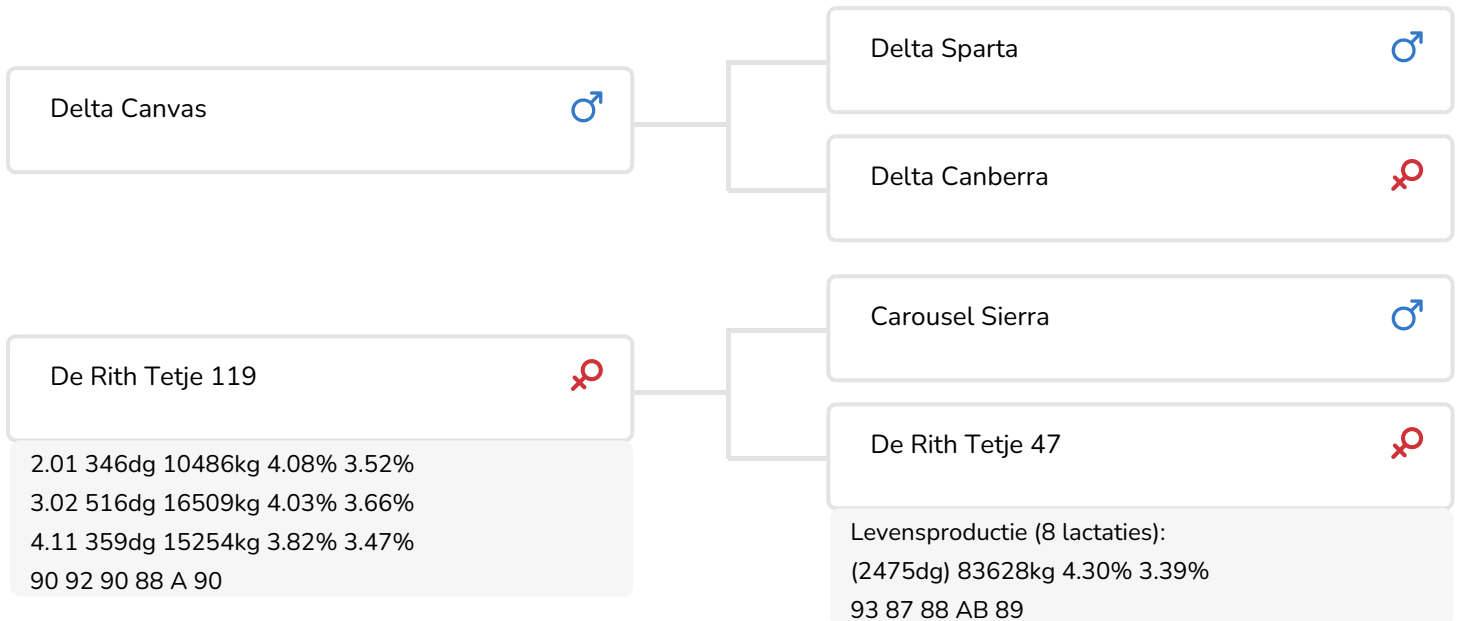 Delta Canvas
Delta Sparta
Delta Canberra
De Rith Tetje 119
2.01 346dg 10486kg 4.08% 3.52%
3.02 516dg 16509kg 4.03% 3.66%
4.11 359dg 15254kg 3.82% 3.47%
90 92 90 88 A 90
Carousel Sierra
De Rith Tetje 47
Levensproductie (8 lactaties):
(2475dg) 83628kg 4.30% 3.39%
93 87 88 AB 89